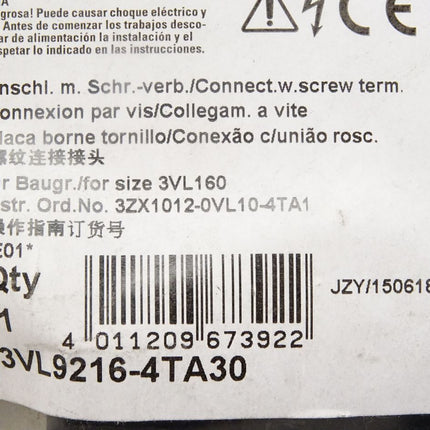 A
grosa! Puede causar choque eléctrico y
Antes de comenzar los trabajos desco-
ar de alimentación la instalación y el
spetar lo indicado en las instrucciones.
CE
nschl. m. Schr.-verb./Connect.w.screw term.
onnexion par vis/Collegam. a vite
laca borne tornillo/Conexão c/união rosc.
螺纹连接接头
r Baugr./for size 3VL160
str. Ord.No. 3ZX1012-0VL10-4TA1
操作指南订货号
E01*
Qty
JZY/150618
1
4 011209 673922
3VL9216-4TA30